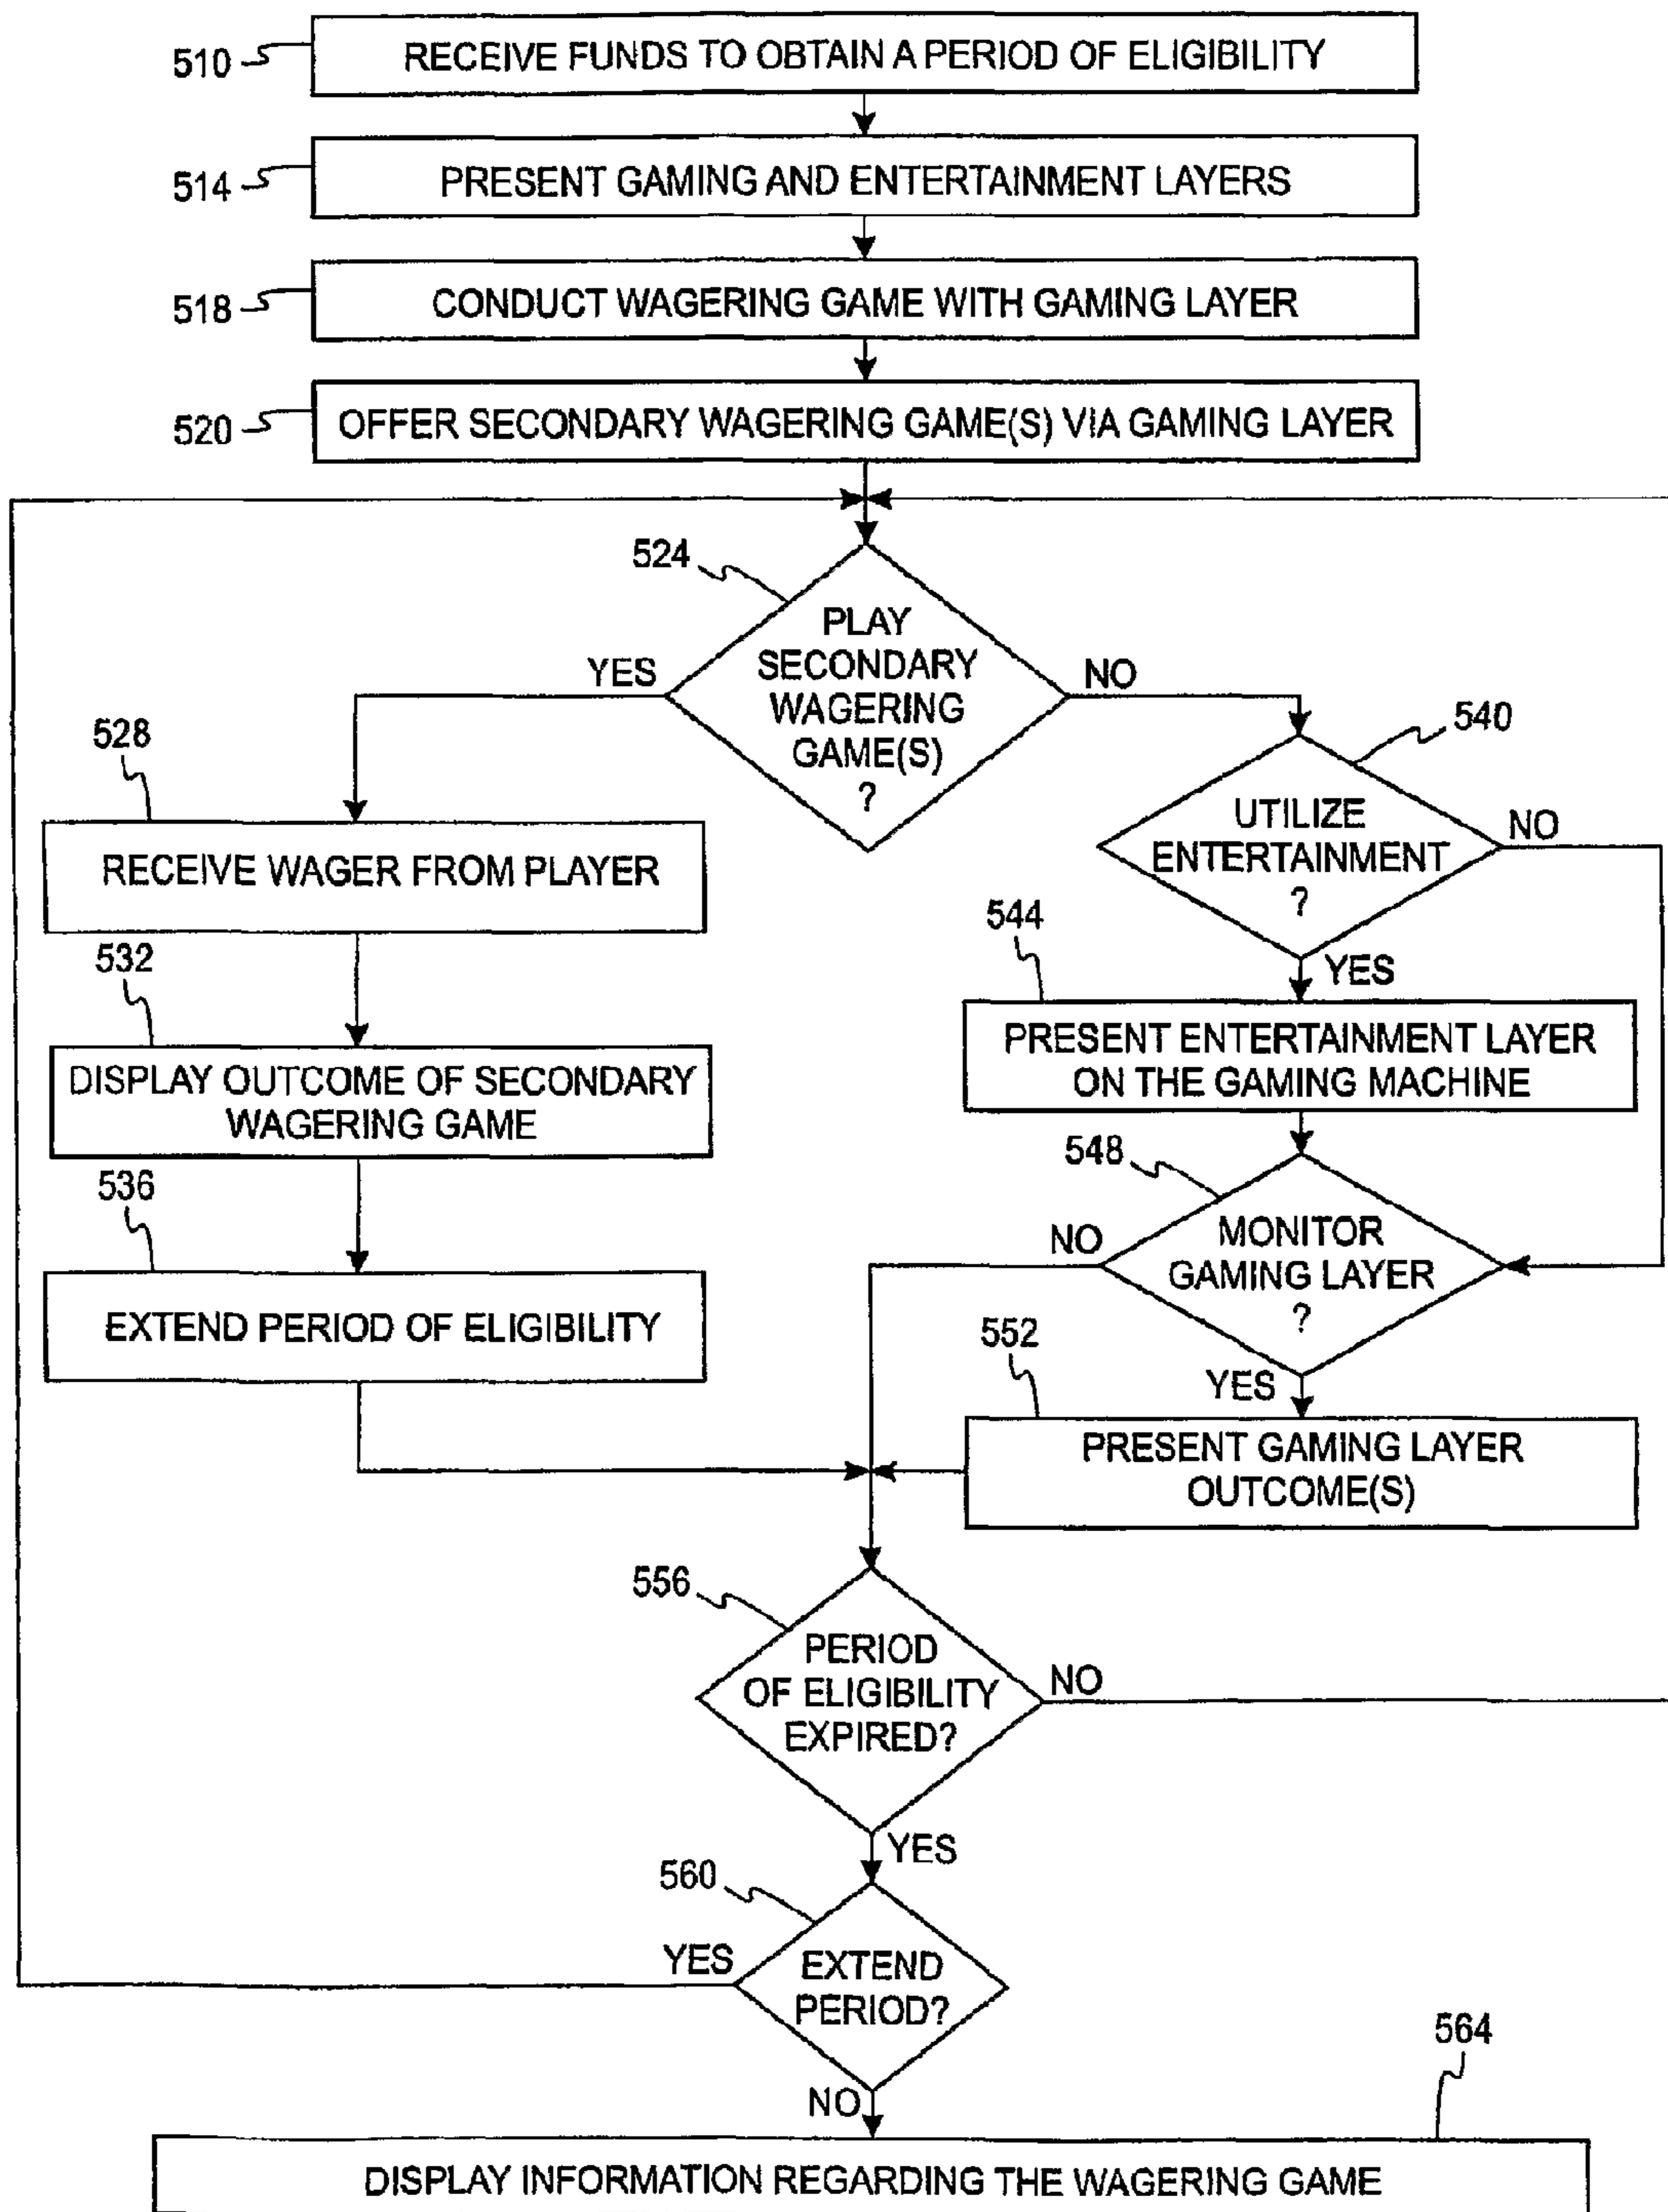 510
RECEIVE FUNDS TO OBTAIN A PERIOD OF ELIGIBILITY
514
PRESENT GAMING AND ENTERTAINMENT LAYERS
518
CONDUCT WAGERING GAME WITH GAMING LAYER
520
OFFER SECONDARY WAGERING GAME(S) VIA GAMING LAYER
524
PLAY
SECONDARY
WAGERING
GAME(S)
?
YES
NO
528
RECEIVE WAGER FROM PLAYER
532
DISPLAY OUTCOME OF SECONDARY
WAGERING GAME
536
EXTEND PERIOD OF ELIGIBILITY
540
UTILIZE
ENTERTAINMENT
?
NO
YES
544
PRESENT ENTERTAINMENT LAYER
ON THE GAMING MACHINE
548
MONITOR
GAMING LAYER
?
NO
YES
552
PRESENT GAMING LAYER
OUTCOME(S)
556
PERIOD
OF ELIGIBILITY
EXPIRED?
NO
YES
560
EXTEND
PERIOD?
YES
NO
564
DISPLAY INFORMATION REGARDING THE WAGERING GAME